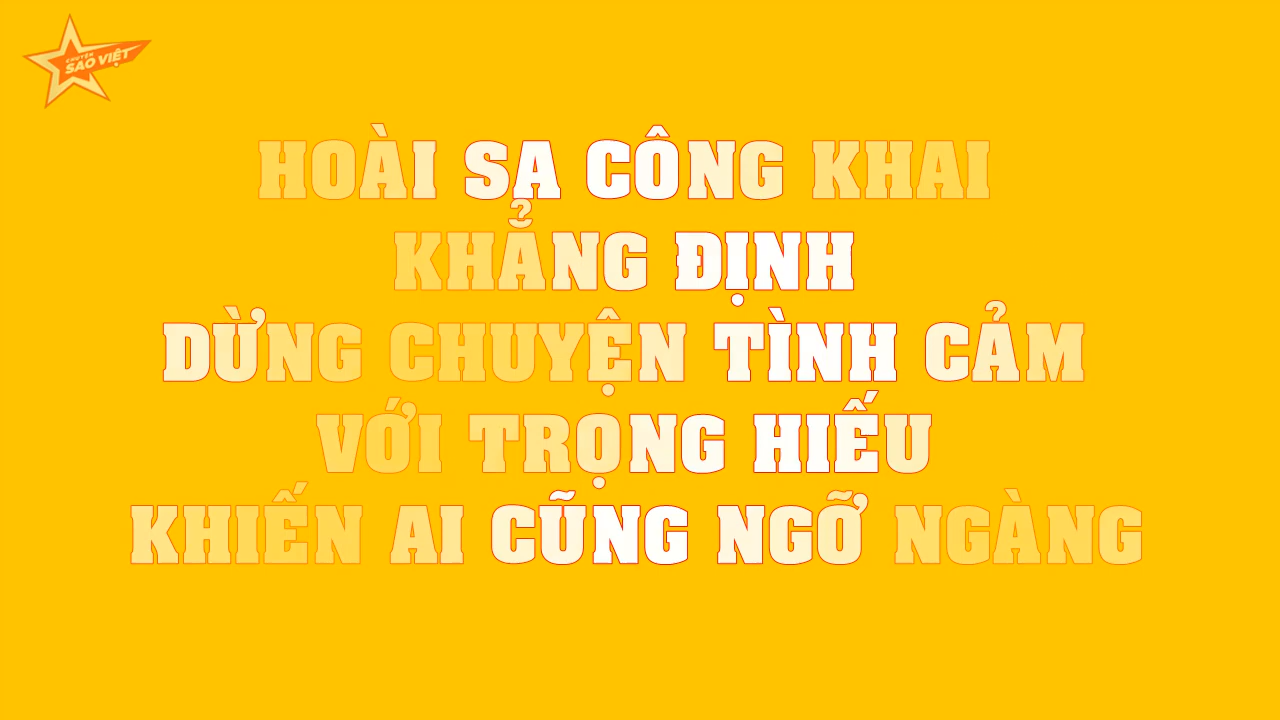 CHUYỆN
SAO VIỆT
HOÀI SA CÔNG KHAI
KHẲNG ĐỊNH
DỪNG CHUYỆN TÌNH CẢM
VỚI TRỌNG HIẾU
KHIẾN AI CŨNG NGỠ NGÀNG